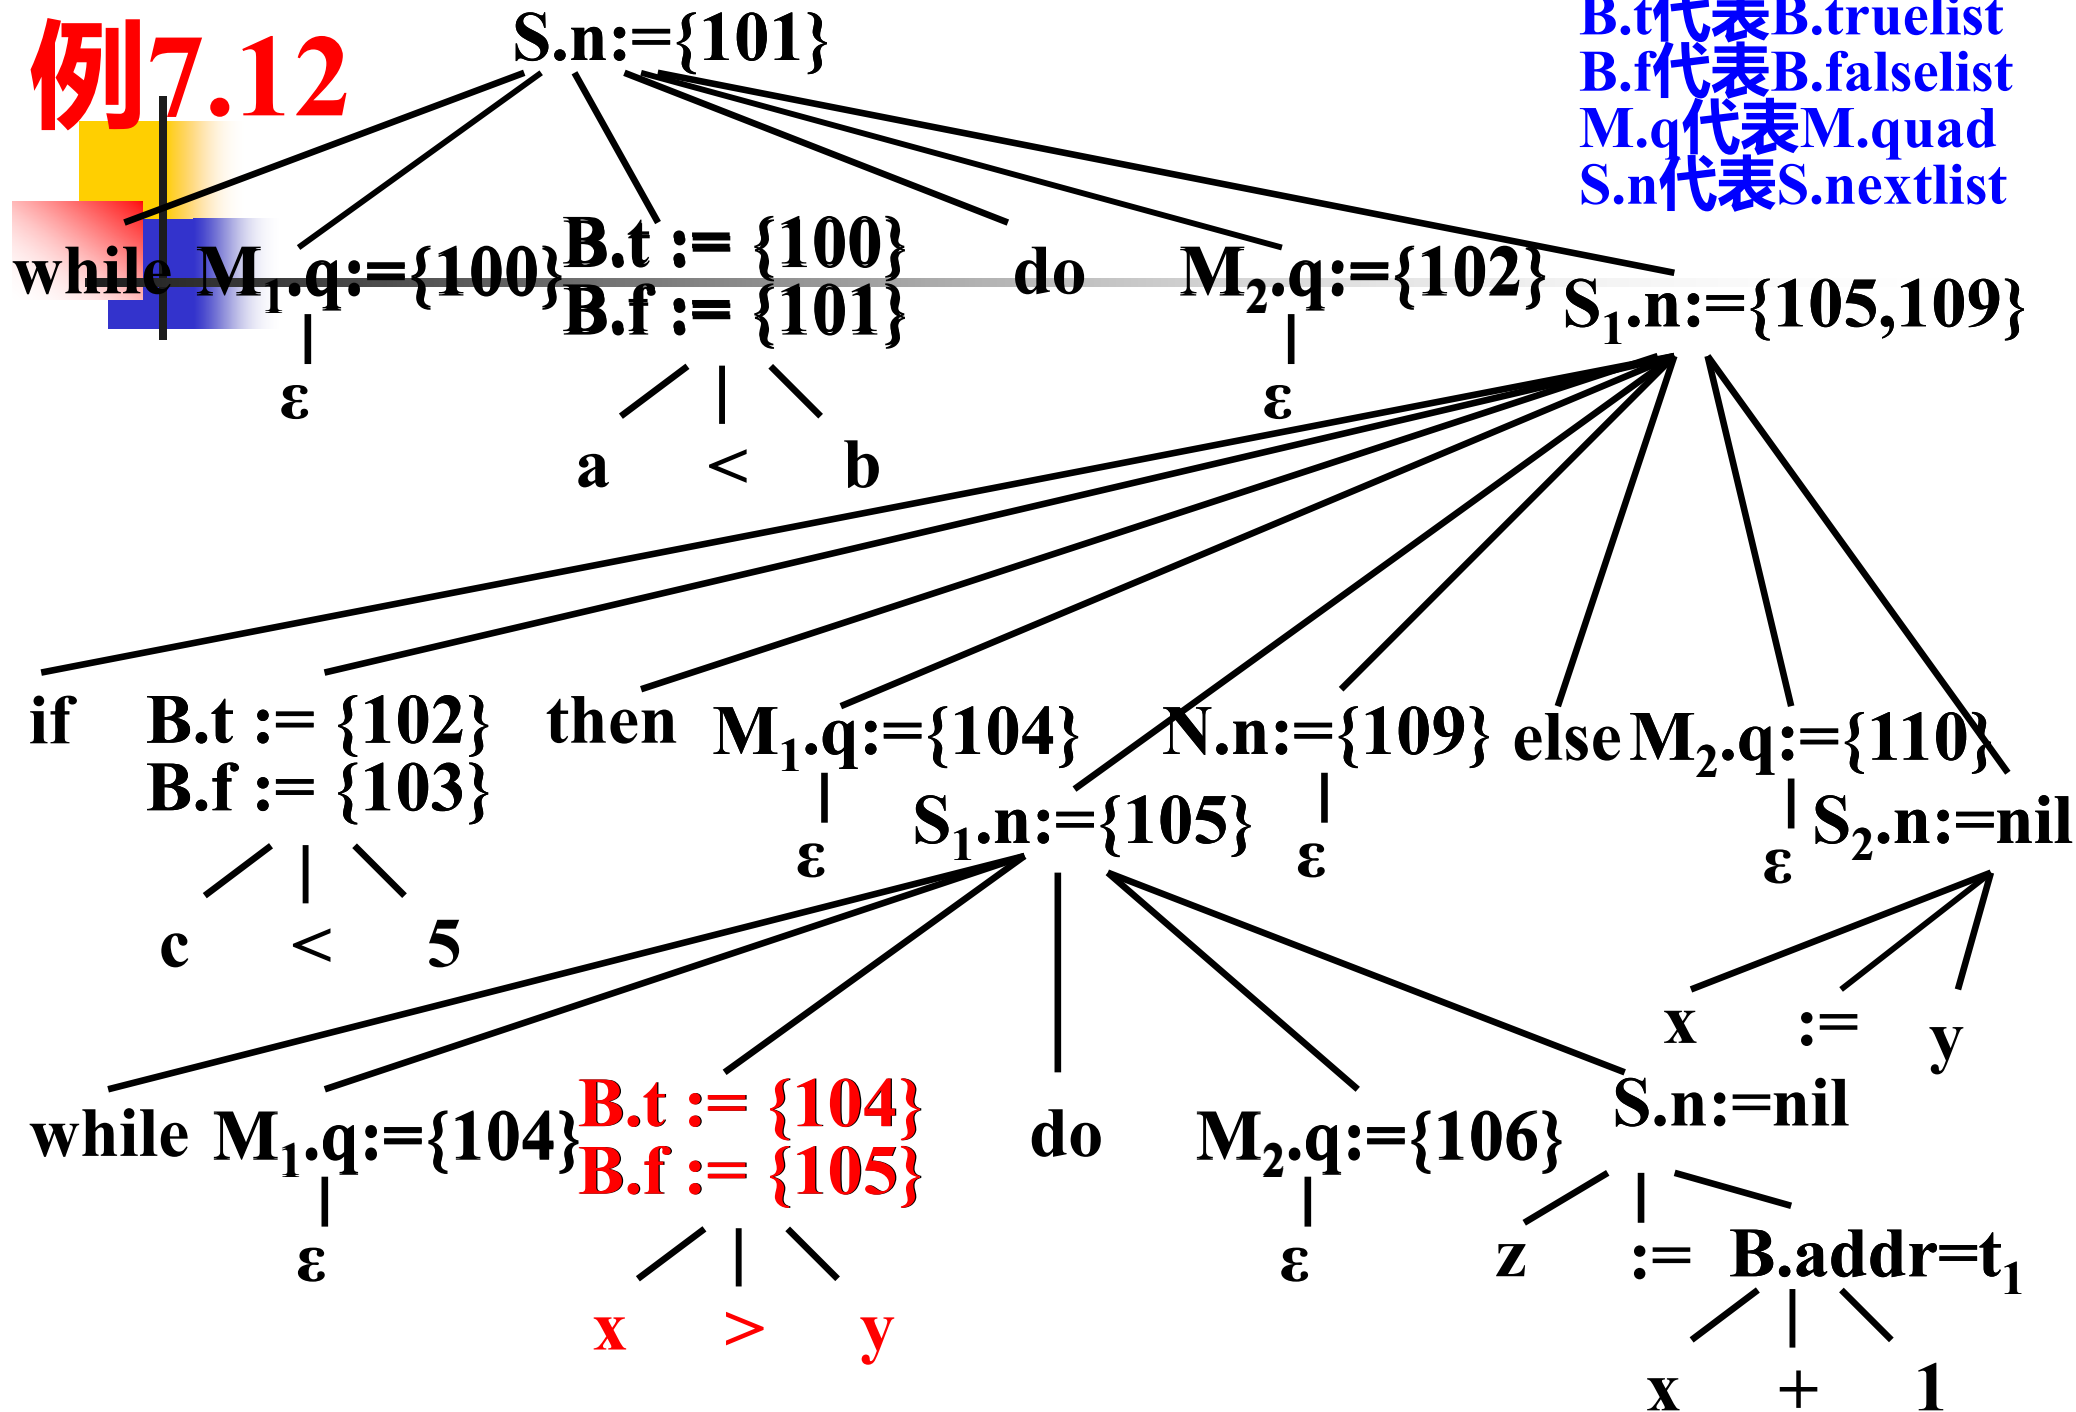 例7.12
S.n:={101}
B.t代表B.truelist
B.f代表B.falselist
M.q代表M.quad
S.n代表S.nextlist
while M₁.q:={100} B.t := {100} do M₂.q:={102} S₁.n:={105,109}
B.f := {101}
ε ε
a < b
if B.t := {102} then M₁.q:={104} N.n:={109} else M₂.q:={110}
B.f := {103} S₁.n:={105} S₂.n:=nil
ε ε ε
c < 5
x := y
while M₁.q:={104} B.t := {104} do M₂.q:={106} S.n:=nil
B.f := {105}
ε ε z := B.addr=t₁
x > y
x + 1